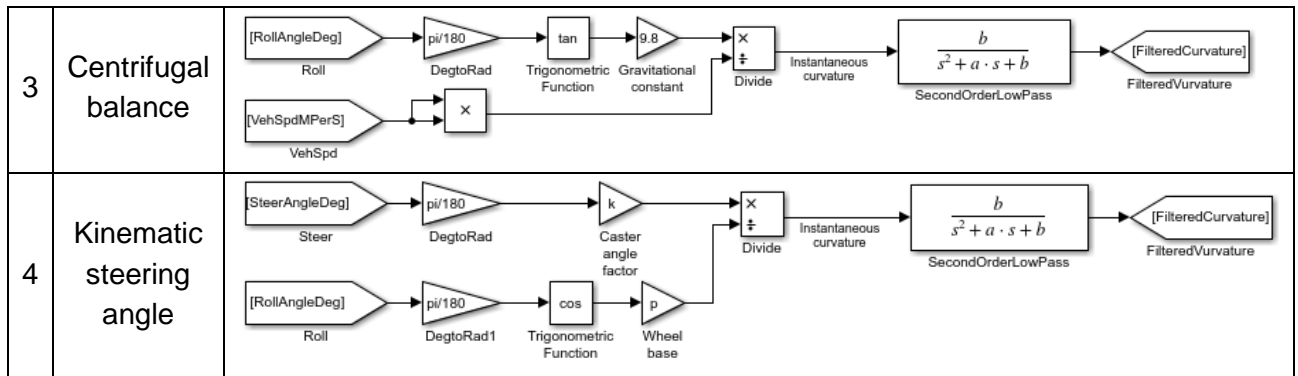 3
Centrifugal
balance
[RollAngleDeg]
Roll
pi/180
DegtoRad
tan
Trigonometric
Function
9.8
Gravitational
constant
×
÷
Divide
Instantaneous
curvature
b
s² + a · s + b
SecondOrderLowPass
[FilteredCurvature]
FilteredVurvature
[VehSpdMPerS]
VehSpd
×
4
Kinematic
steering
angle
[SteerAngleDeg]
Steer
pi/180
DegtoRad
k
Caster
angle
factor
×
÷
Divide
Instantaneous
curvature
b
s² + a · s + b
SecondOrderLowPass
[FilteredCurvature]
FilteredVurvature
[RollAngleDeg]
Roll
pi/180
DegtoRad1
cos
Trigonometric
Function
p
Wheel
base